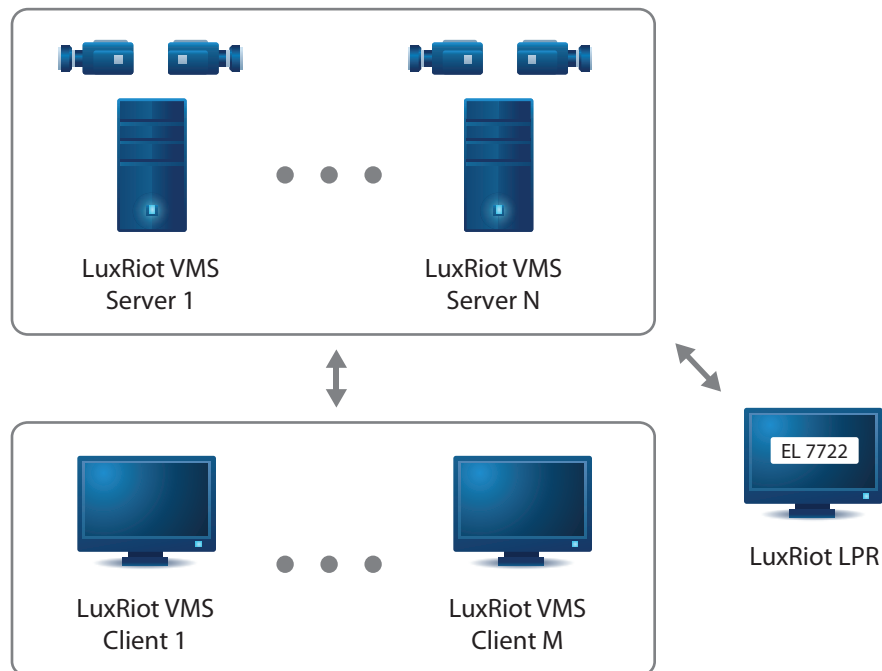 LuxRiot VMS
Server 1
LuxRiot VMS
Server N
EL 7722
LuxRiot LPR
LuxRiot VMS
Client 1
LuxRiot VMS
Client M